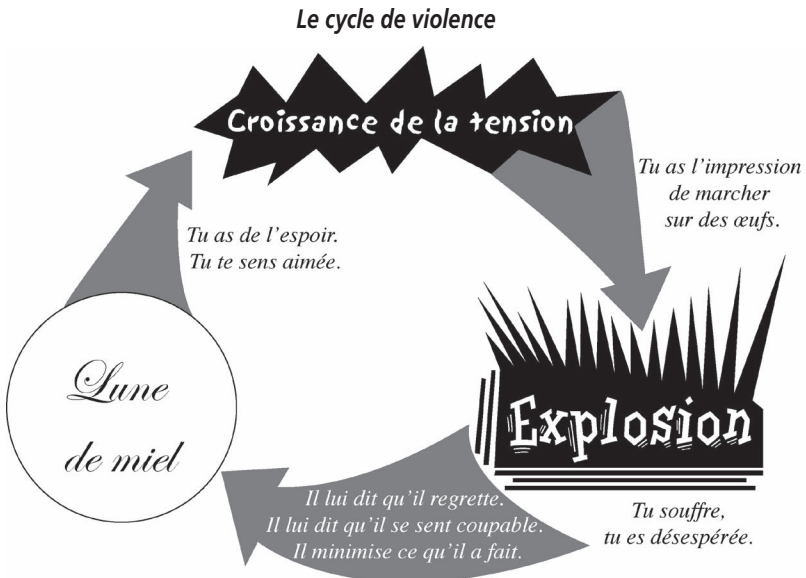 Le cycle de violence
Croissance de la tension
Tu as l'impression
de marcher
sur des œufs.
Tu as de l'espoir.
Tu te sens aimée.
Lune
de miel
Explosion
Il lui dit qu'il regrette.
Il lui dit qu'il se sent coupable.
Il minimise ce qu'il a fait.
Tu souffre,
tu es désespérée.